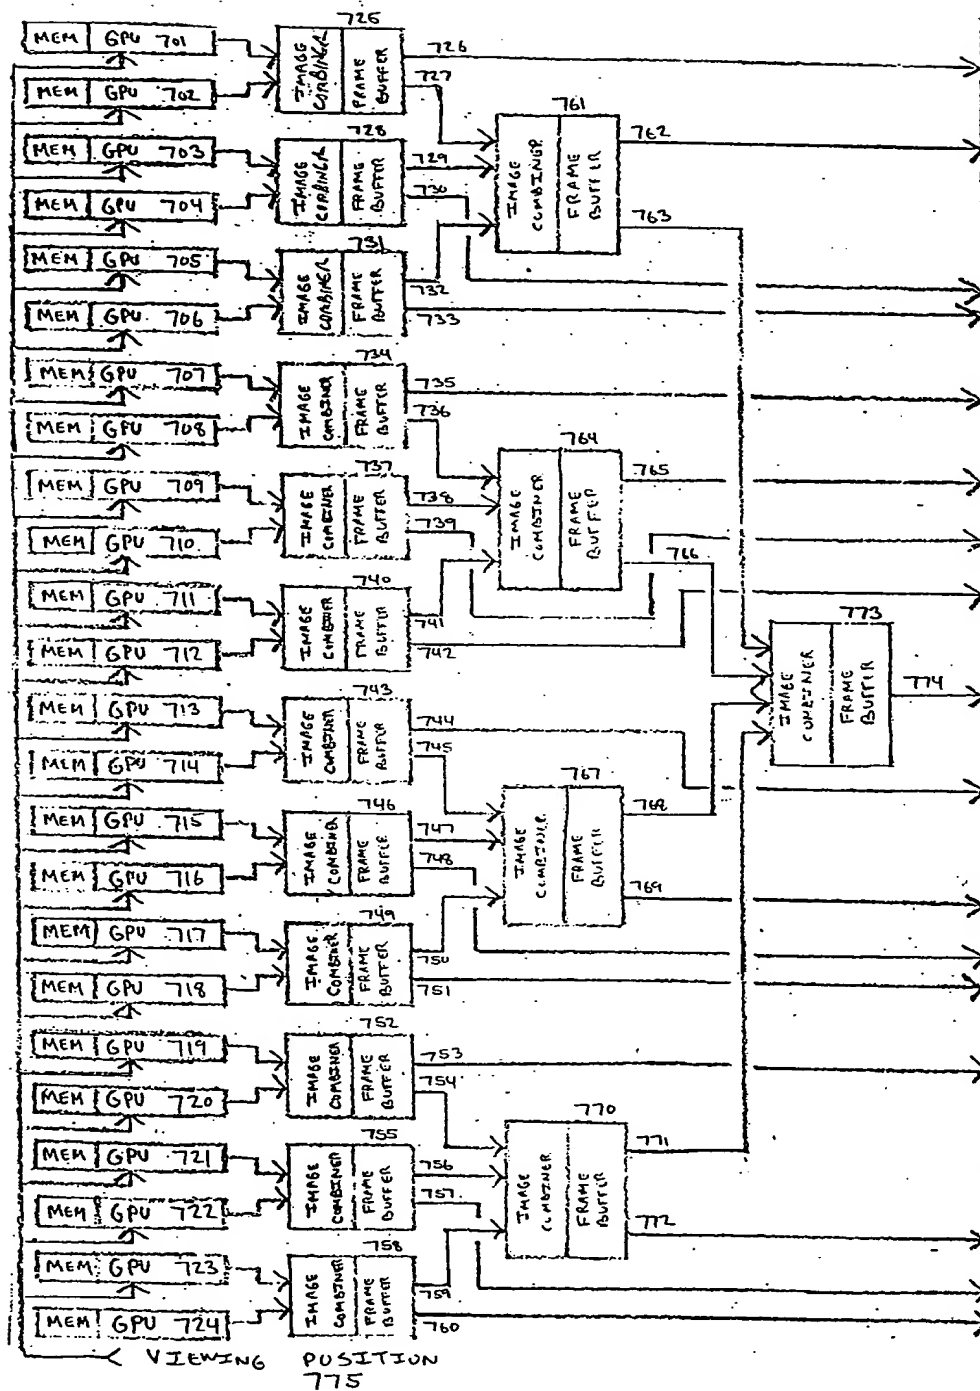 MEM GPU 701
MEM GPU 702
725
IMAGE COMBINER
FRAME BUFFER
726
727
MEM GPU 703
MEM GPU 704
728
IMAGE COMBINER
FRAME BUFFER
729
730
761
IMAGE COMBINER
FRAME BUFFER
762
763
MEM GPU 705
MEM GPU 706
731
IMAGE COMBINER
FRAME BUFFER
732
733
MEM GPU 707
MEM GPU 708
734
IMAGE COMBINER
FRAME BUFFER
735
736
MEM GPU 709
MEM GPU 710
737
IMAGE COMBINER
FRAME BUFFER
738
739
764
IMAGE COMBINER
FRAME BUFFER
765
766
MEM GPU 711
MEM GPU 712
740
IMAGE COMBINER
FRAME BUFFER
741
742
773
IMAGE COMBINER
FRAME BUFFER
774
MEM GPU 713
MEM GPU 714
743
IMAGE COMBINER
FRAME BUFFER
744
745
MEM GPU 715
MEM GPU 716
746
IMAGE COMBINER
FRAME BUFFER
747
748
767
IMAGE COMBINER
FRAME BUFFER
768
769
MEM GPU 717
MEM GPU 718
749
IMAGE COMBINER
FRAME BUFFER
750
751
MEM GPU 719
MEM GPU 720
752
IMAGE COMBINER
FRAME BUFFER
753
754
MEM GPU 721
MEM GPU 722
755
IMAGE COMBINER
FRAME BUFFER
756
757
770
IMAGE COMBINER
FRAME BUFFER
771
772
MEM GPU 723
MEM GPU 724
758
IMAGE COMBINER
FRAME BUFFER
759
760
VIEWING POSITION
775